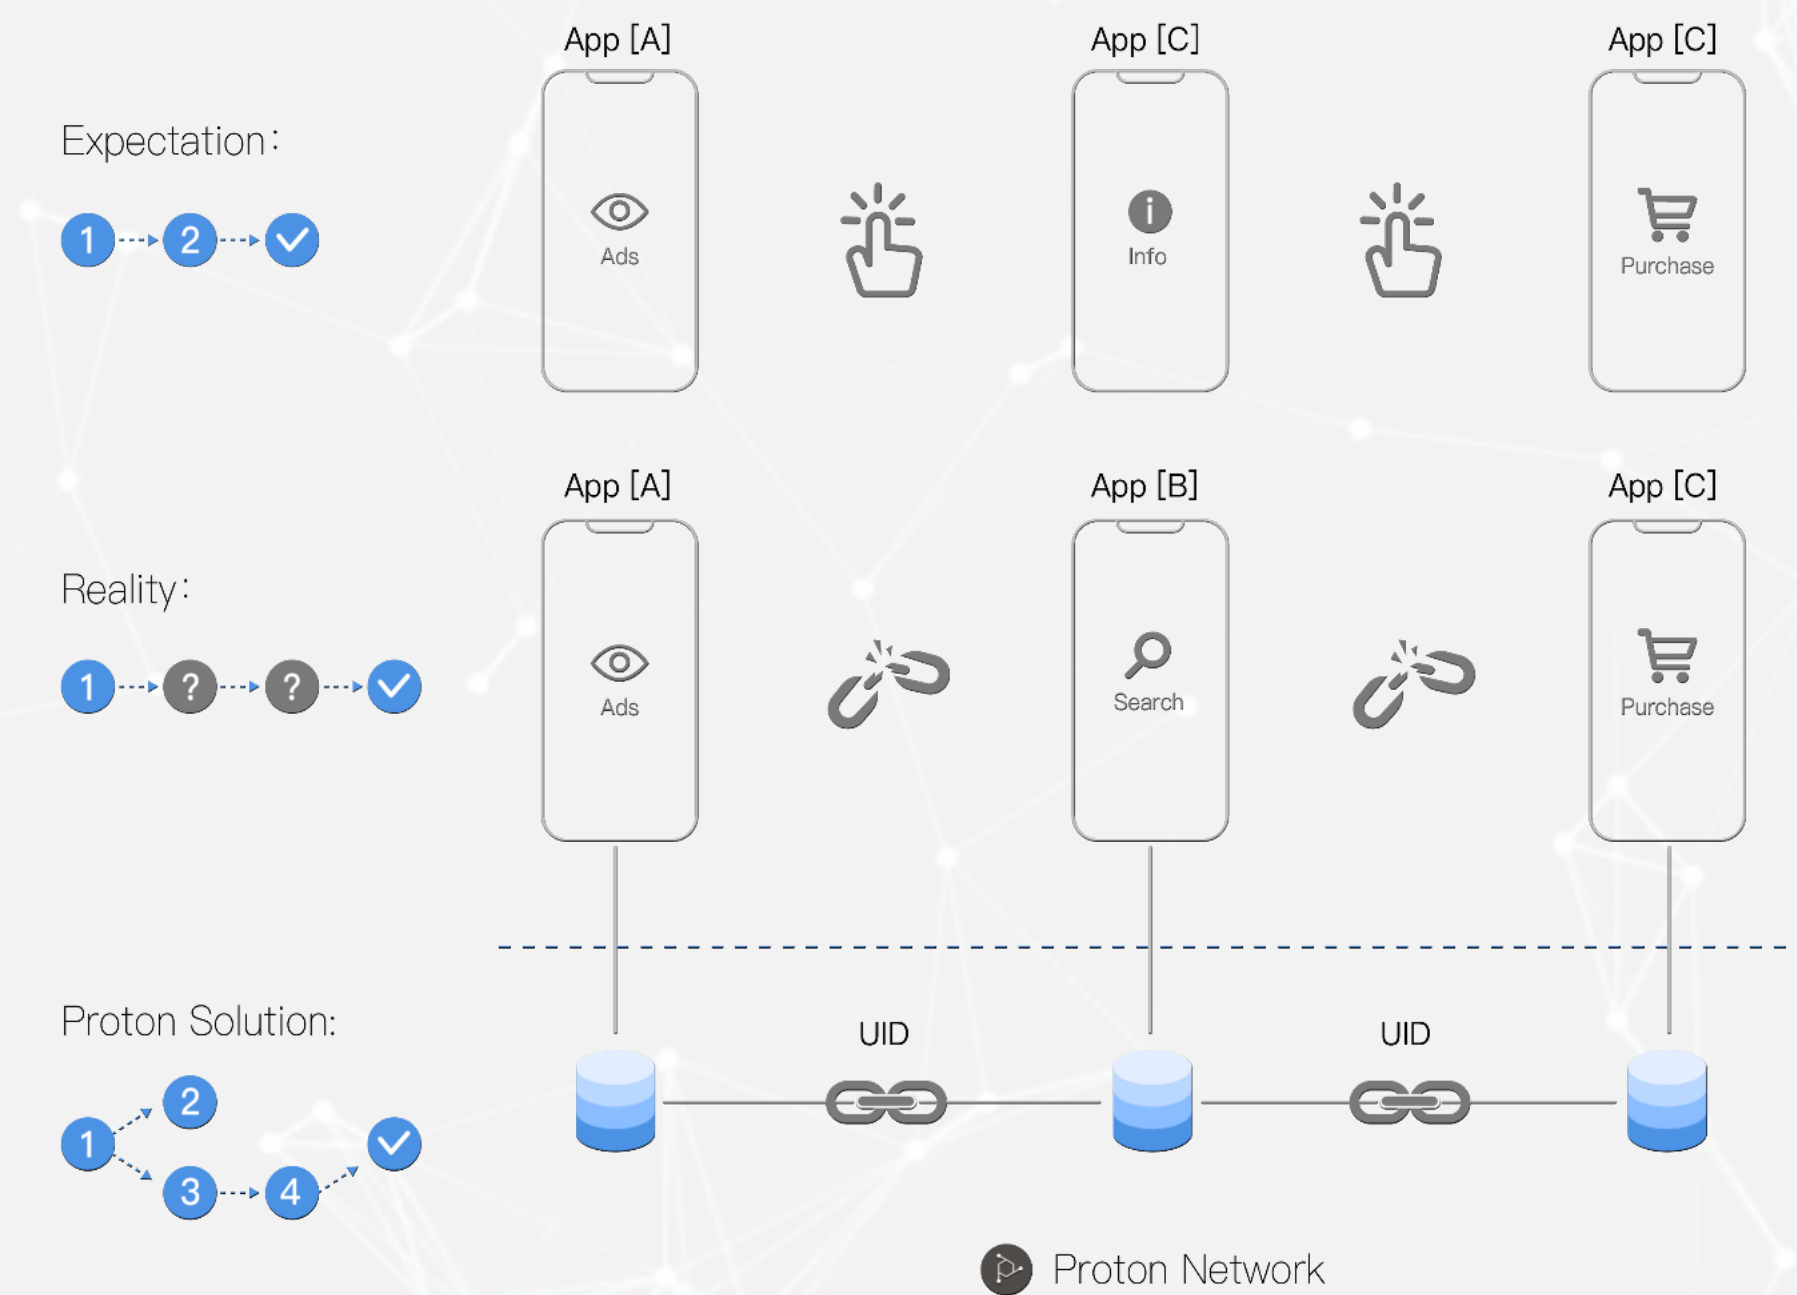 App [A]
App [C]
App [C]
Expectation:
1
2
Ads
i
Info
Purchase
App [A]
App [B]
App [C]
Reality:
1
?
?
Ads
Search
Purchase
Proton Solution:
UID
UID
1
2
3
4
Proton Network